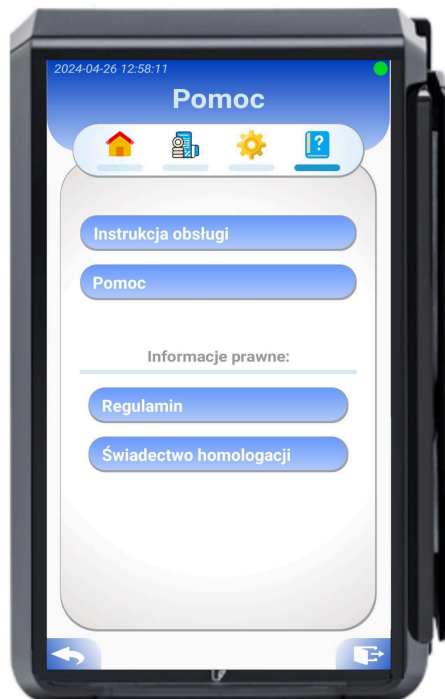 2024-04-26 12:58:11
Pomoc
?
Instrukcja obsługi
Pomoc
Informacje prawne:
Regulamin
Świadectwo homologacji